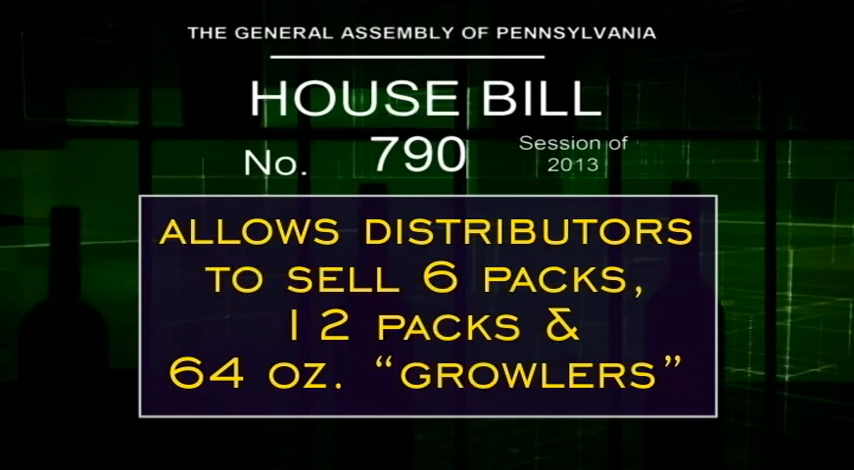 THE GENERAL ASSEMBLY OF PENNSYLVANIA
HOUSE BILL
No. 790 Session of
2013
ALLOWS DISTRIBUTORS
TO SELL 6 PACKS,
12 PACKS &
64 OZ. “GROWLERS”